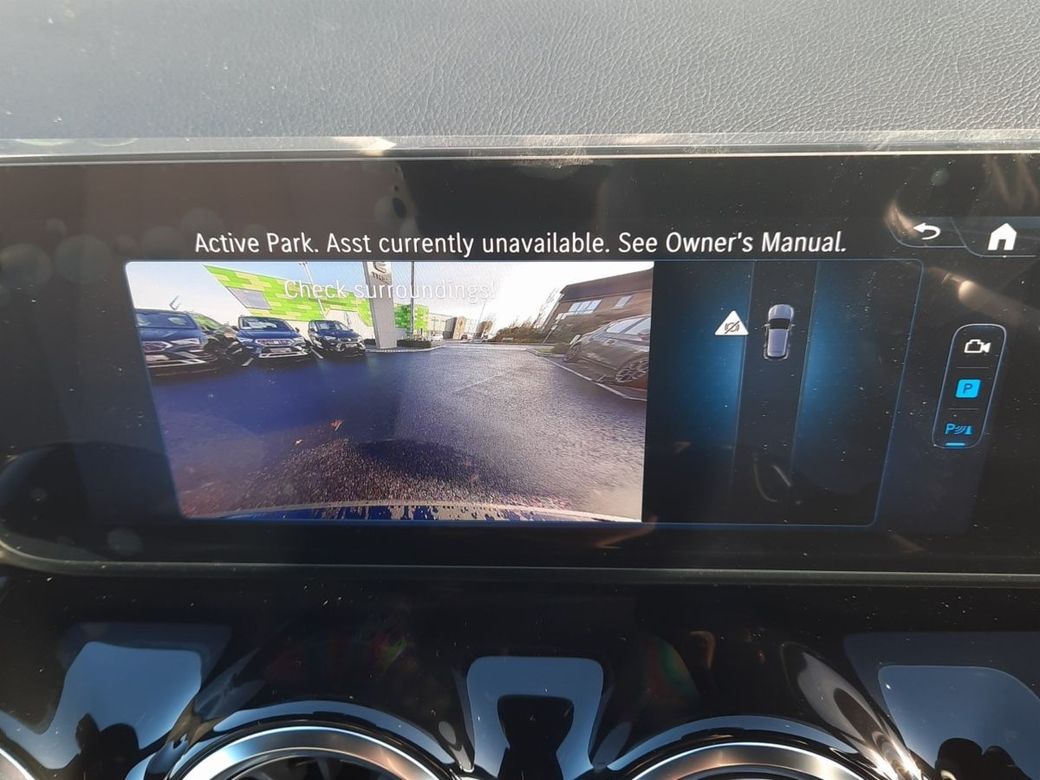 Active Park. Asst currently unavailable. See Owner's Manual.
Check surroundings!
P
P